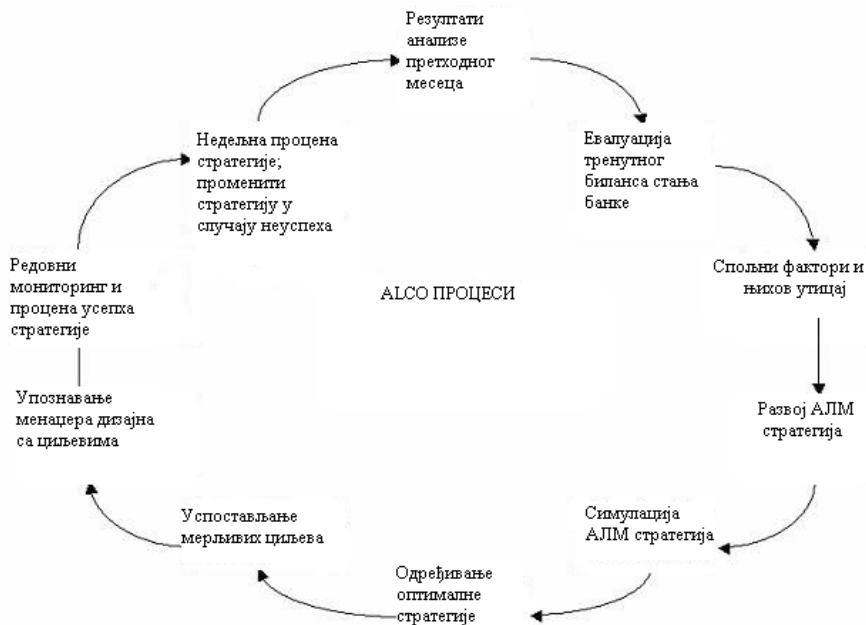 Резултати
анализе
претходног
месеца
Евалуација
тренутног
биланса стања
банке
Спољни фактори и
њихов утицај
Развој АЛМ
стратегија
Симулација
АЛМ стратегија
Одређивање
оптималне
стратегије
Успостављање
мерљивих циљева
Упознавање
менаџера дизајна
са циљевима
Редовни
мониторинг и
процена усепха
стратегије
Недељна процена
стратегије;
променити
стратегију у
случају неуспеха
ALCO ПРОЦЕСИ